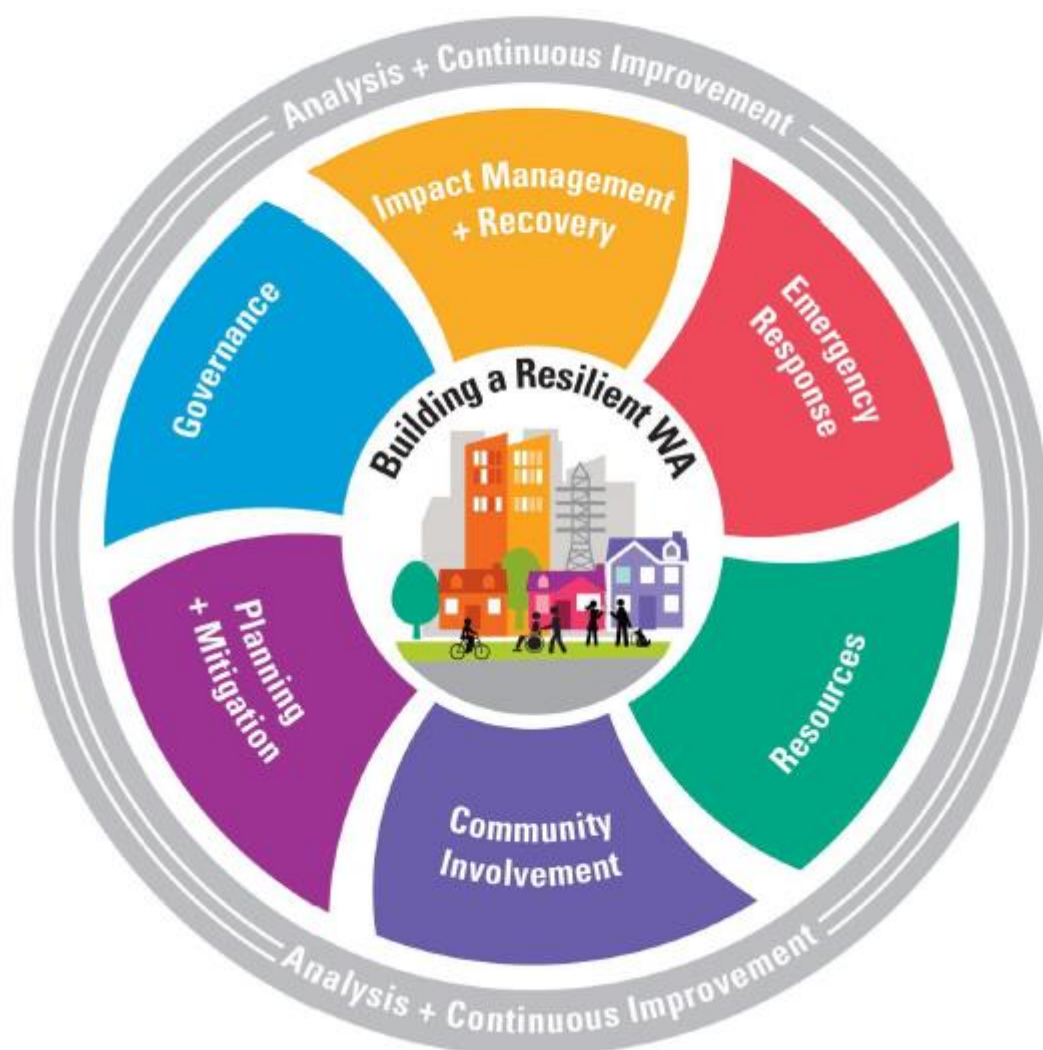 Analysis + Continuous Improvement
Impact Management
+ Recovery
Emergency
Response
Resources
Community
Involvement
Planning
+ Mitigation
Governance
Building a Resilient WA
Analysis + Continuous Improvement